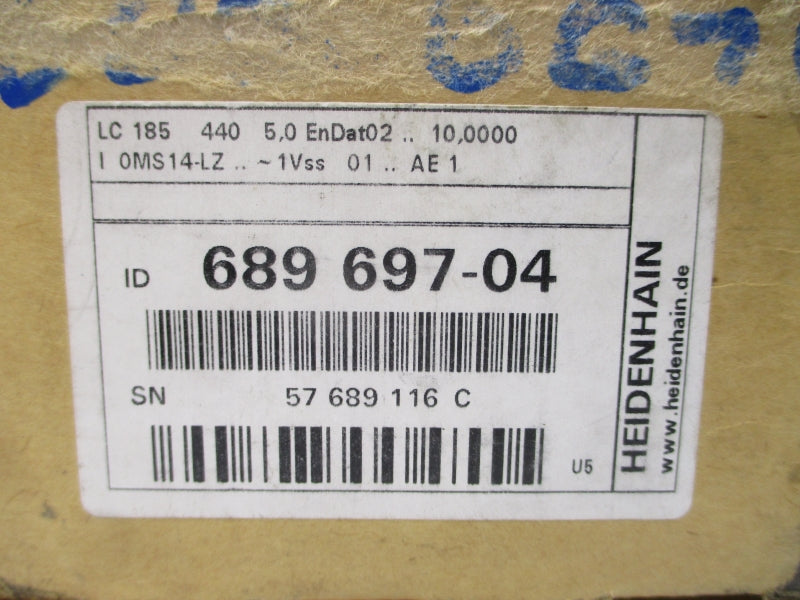 LC 185 440 5,0 EnDat02 .. 10,0000
I 0MS14-LZ .. ~1Vss 01 .. AE 1
ID 689 697-04
SN 57 689 116 C
U5
HEIDENHAIN
www.heidenhain.de